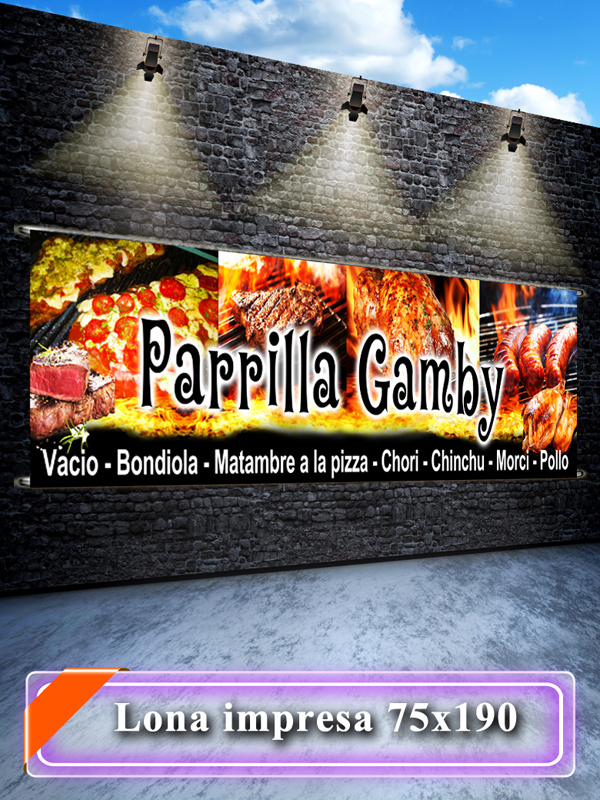 Parrilla Gamby
Vacio - Bondiola - Matambre a la pizza - Chori - Chinchu - Morci - Pollo
Lona impresa 75x190